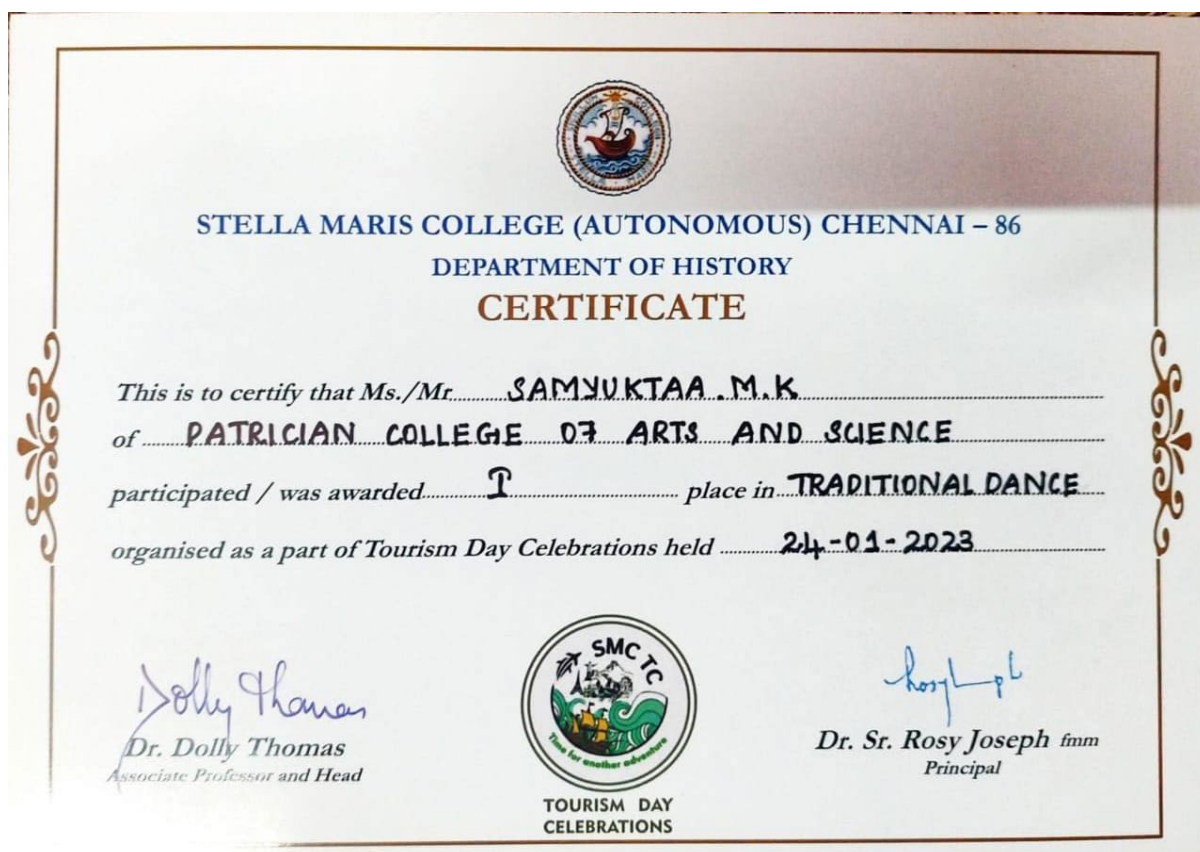 STELLA MARIS COLLEGE (AUTONOMOUS) CHENNAI – 86
DEPARTMENT OF HISTORY
CERTIFICATE
This is to certify that Ms./Mr. SAMYUKTAA.M.K
of PATRICIAN COLLEGE OF ARTS AND SCIENCE
participated / was awarded I place in TRADITIONAL DANCE
organised as a part of Tourism Day Celebrations held 24-01-2023
SMC TC
Time for another adventure
Dolly Thomas
Dr. Dolly Thomas
Associate Professor and Head
Dr. Sr. Rosy Joseph fmm
Principal
TOURISM DAY
CELEBRATIONS